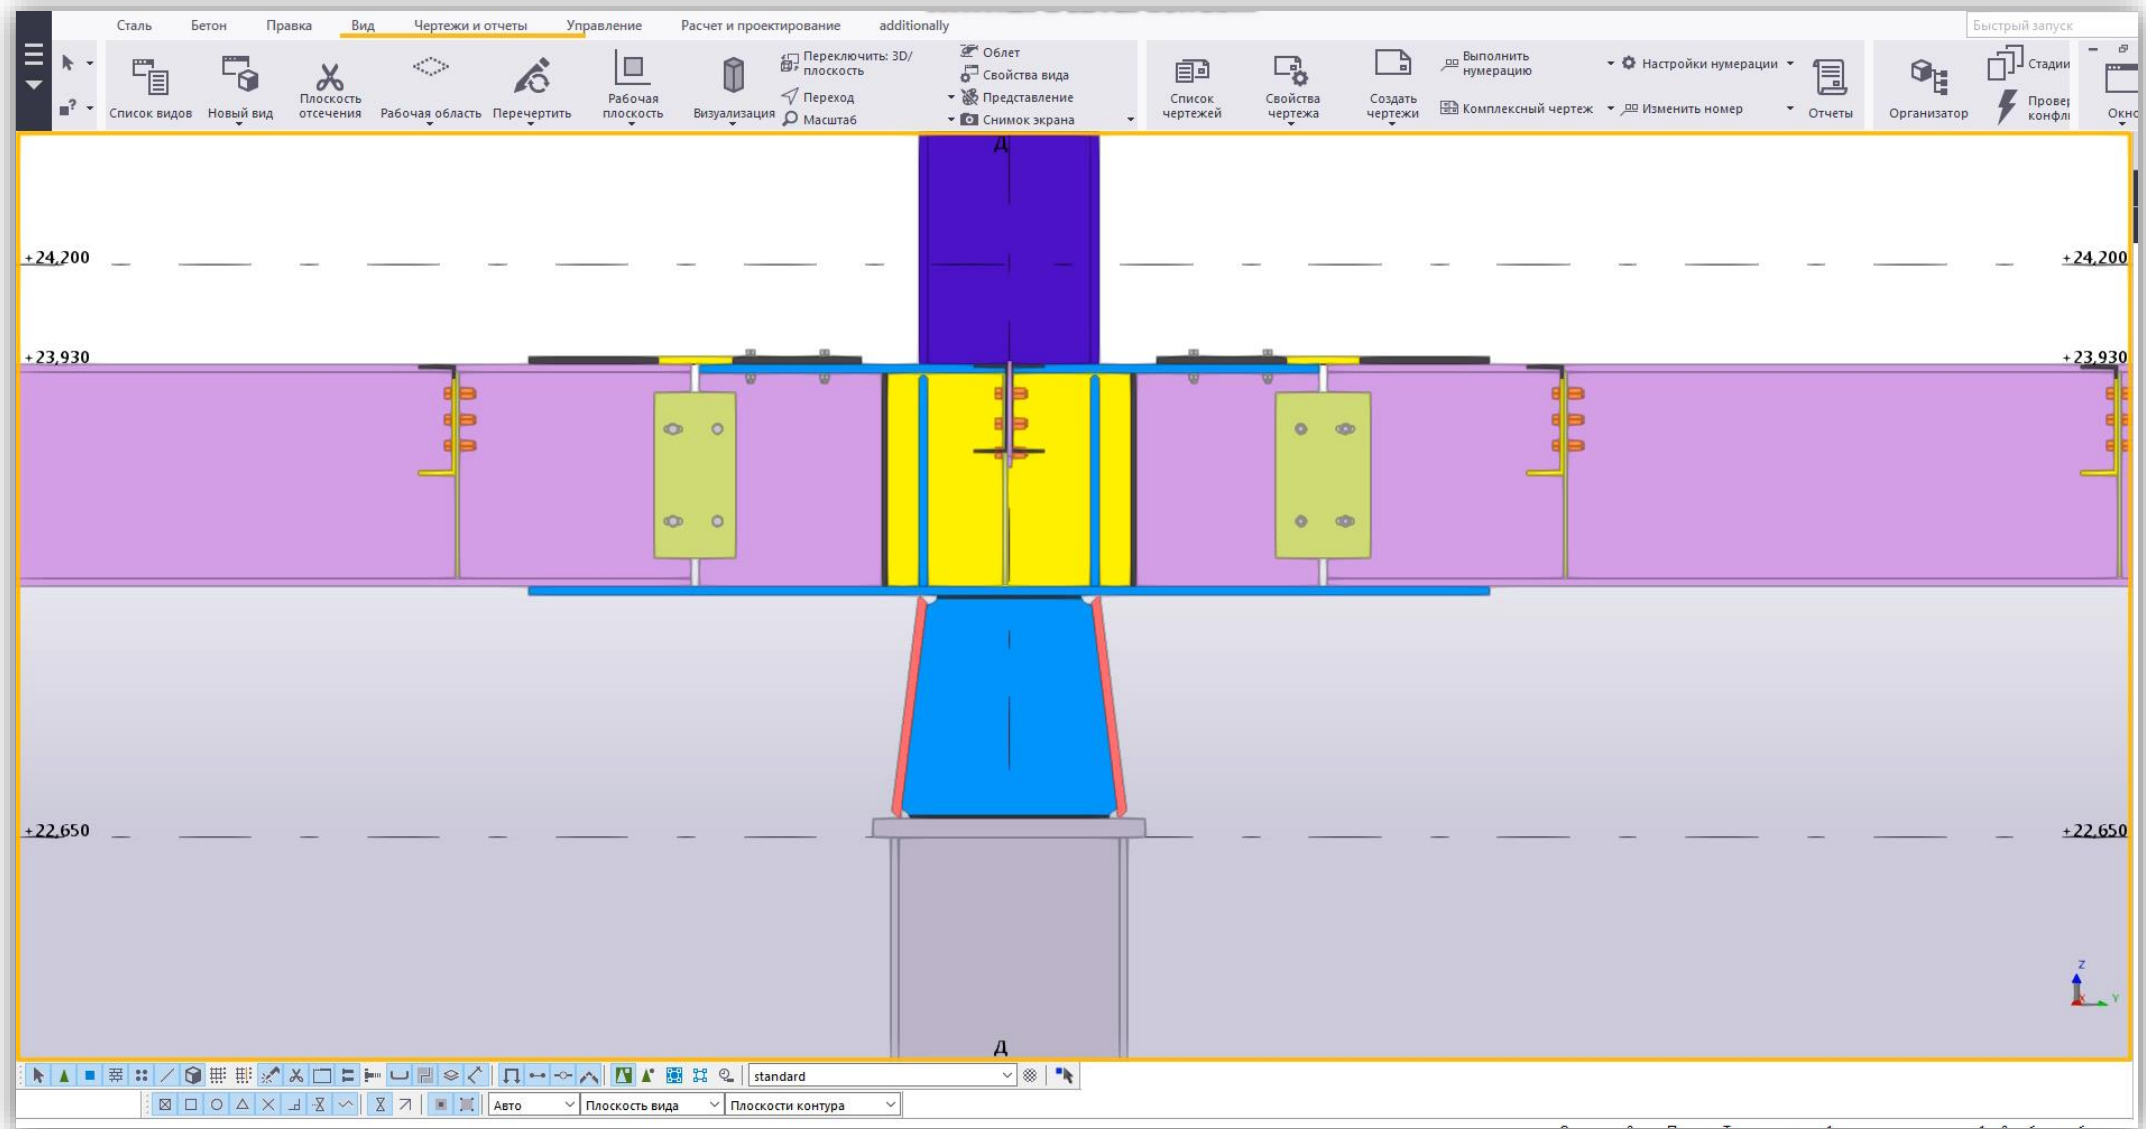 Сталь Бетон Правка Вид Чертежи и отчеты Управление Расчет и проектирование additionally Быстрый запуск
Список видов
Новый вид
Плоскость
отсечения
Рабочая область
Перечертить
Рабочая
плоскость
Визуализация
Переключить: 3D/
плоскость
Переход
Масштаб
Облет
Свойства вида
Представление
Снимок экрана
Список
чертежей
Свойства
чертежа
Создать
чертежи
Выполнить
нумерацию
Комплексный чертеж
Настройки нумерации
Изменить номер
Отчеты
Организатор
Стадии
Провер
конфли
Окно
Д
+24,200 +24,200
+23,930 +23,930
+22,650 +22,650
Z
Y
Д
standard
Авто Плоскость вида Плоскости контура